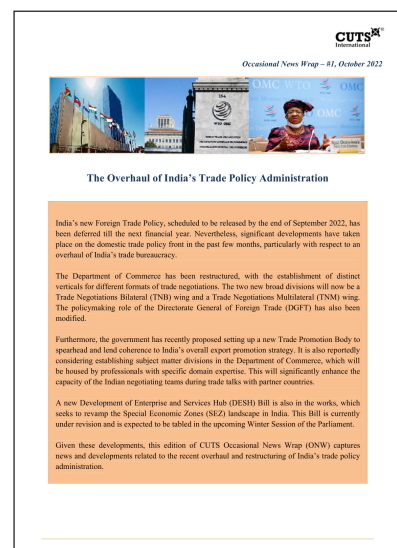 CUTS®
International
Occasional News Wrap – #1, October 2022
OMC WTO OMC
WTO OMC
The Overhaul of India's Trade Policy Administration
India's new Foreign Trade Policy, scheduled to be released by the end of September 2022, has
been deferred till the next financial year. Nevertheless, significant developments have taken
place on the domestic trade policy front in the past few months, particularly with respect to an
overhaul of India's trade bureaucracy.
The Department of Commerce has been restructured, with the establishment of distinct
verticals for different formats of trade negotiations. The two new broad divisions will now be a
Trade Negotiations Bilateral (TNB) wing and a Trade Negotiations Multilateral (TNM) wing.
The policymaking role of the Directorate General of Foreign Trade (DGFT) has also been
modified.
Furthermore, the government has recently proposed setting up a new Trade Promotion Body to
spearhead and lend coherence to India's overall export promotion strategy. It is also reportedly
considering establishing subject matter divisions in the Department of Commerce, which will
be housed by professionals with specific domain expertise. This will significantly enhance the
capacity of the Indian negotiating teams during trade talks with partner countries.
A new Development of Enterprise and Services Hub (DESH) Bill is also in the works, which
seeks to revamp the Special Economic Zones (SEZ) landscape in India. This Bill is currently
under revision and is expected to be tabled in the upcoming Winter Session of the Parliament.
Given these developments, this edition of CUTS Occasional News Wrap (ONW) captures
news and developments related to the recent overhaul and restructuring of India's trade policy
administration.